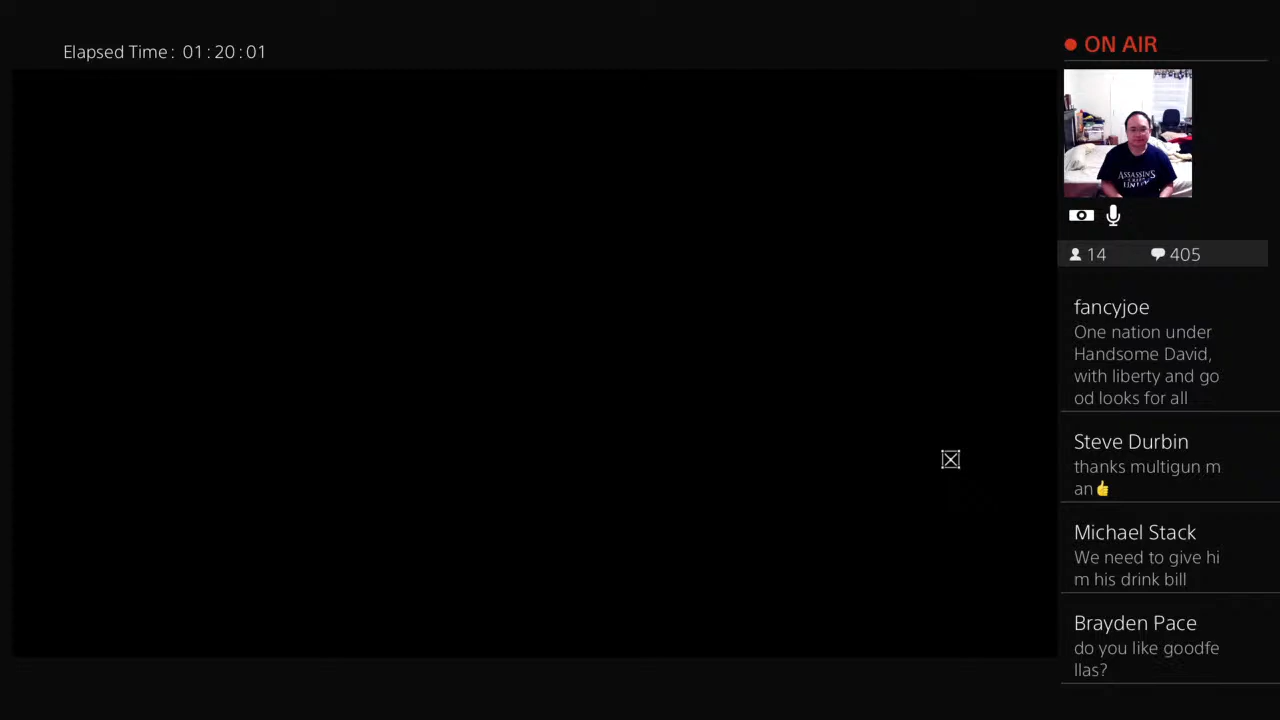 Elapsed Time: 01:20:01
ON AIR
ASSASSINS
14 405
fancyjoe
One nation under
Handsome David,
with liberty and go
od looks for all
Steve Durbin
thanks multigun m
an👍
Michael Stack
We need to give hi
m his drink bill
Brayden Pace
do you like goodfe
llas?